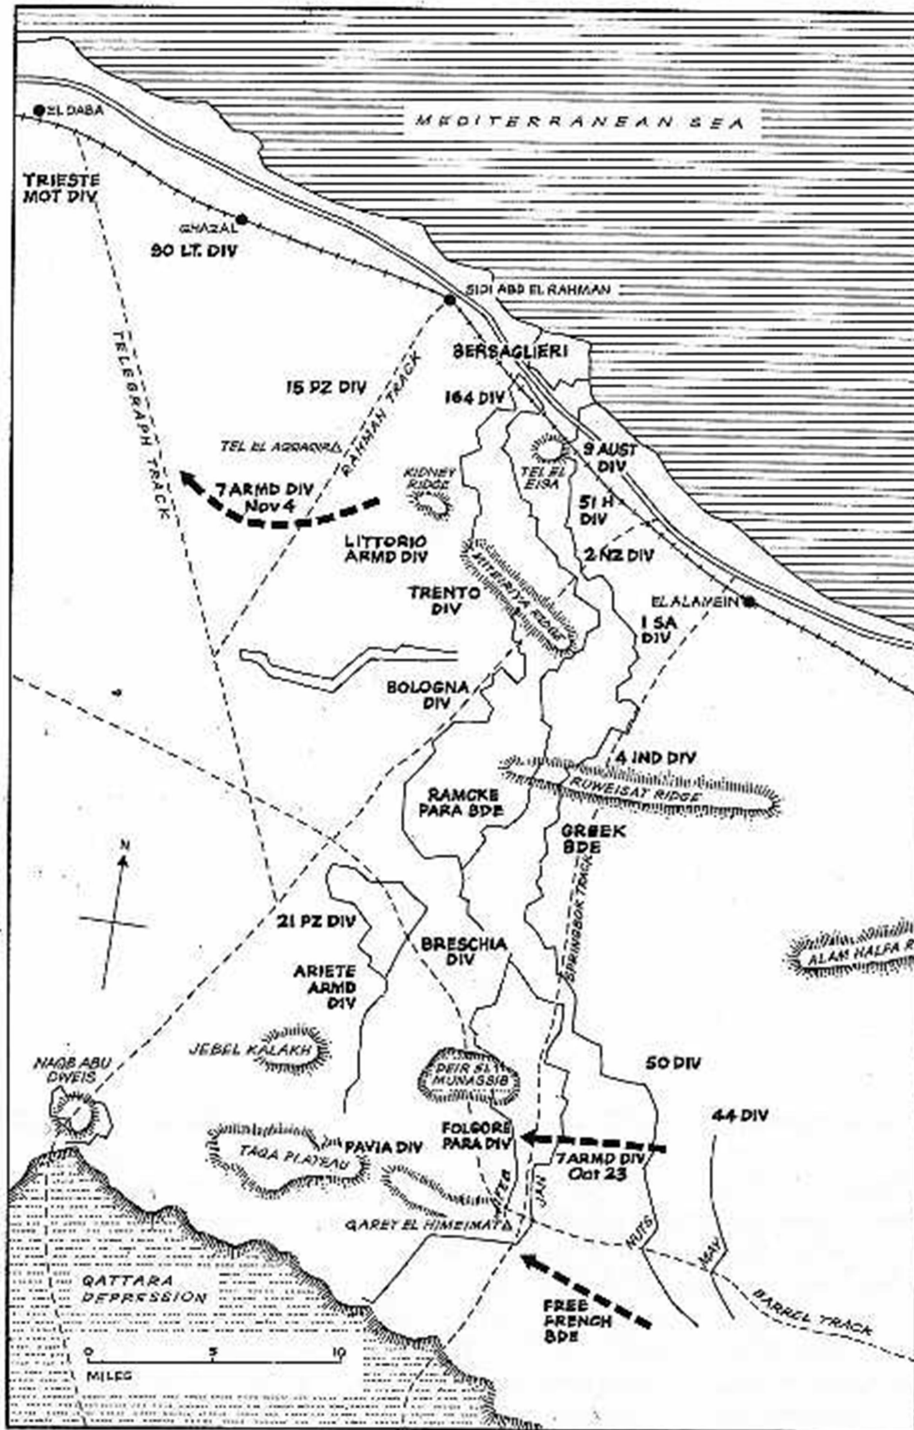 MEDITERRANEAN SEA
EL DABA
TRIESTE
MOT DIV
GHAZAL
90 LT. DIV
SIDI ABD EL RAHMAN
BERSAGLIERI
15 PZ DIV
164 DIV
TELEGRAPH TRACK
RAHMAN TRACK
TEL EL AQQAQIR
9 AUST
DIV
TEL EL
EISA
KIDNEY
RIDGE
7 ARMD DIV
Nov 4
51 H
DIV
LITTORIO
ARMD DIV
2 NZ DIV
MITEIRIYA RIDGE
TRENTO
DIV
EL ALAMEIN
1 SA
DIV
BOLOGNA
DIV
4 IND DIV
RUWEISAT RIDGE
RAMCKE
PARA BDE
GREEK
BDE
N
SPRINGBOK TRACK
21 PZ DIV
BRESCHIA
DIV
ALAM HALFA R
ARIETE
ARMD
DIV
JEBEL KALAKH
NAQB ABU
DWEIS
DEIR EL
MUNASSIB
50 DIV
44 DIV
FOLGORE
PARA DIV
PAVIA DIV
TAQA PLATEAU
7 ARMD DIV
Oct 23
FEB
JAN
QARET EL HIMEIMAT
NUTS
MAY
BARREL TRACK
QATTARA
DEPRESSION
FREE
FRENCH
BDE
0 5 10
MILES